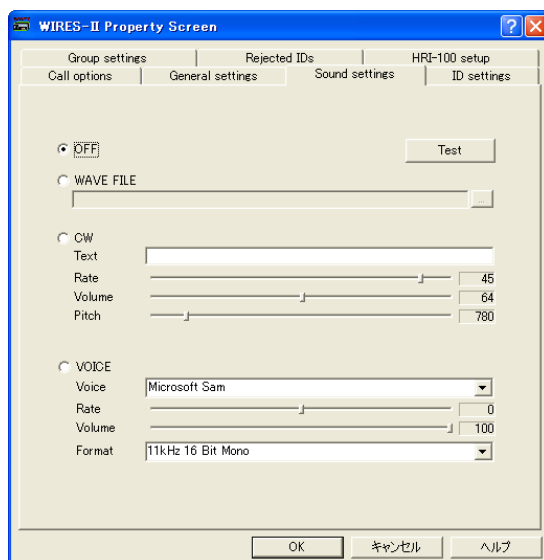 WIRES-II Property Screen
Group settings Rejected IDs HRI-100 setup
Call options General settings Sound settings ID settings
OFF Test
WAVE FILE
...
CW
Text
Rate 45
Volume 64
Pitch 780
VOICE
Voice Microsoft Sam
Rate 0
Volume 100
Format 11kHz 16 Bit Mono
OK キャンセル ヘルプ